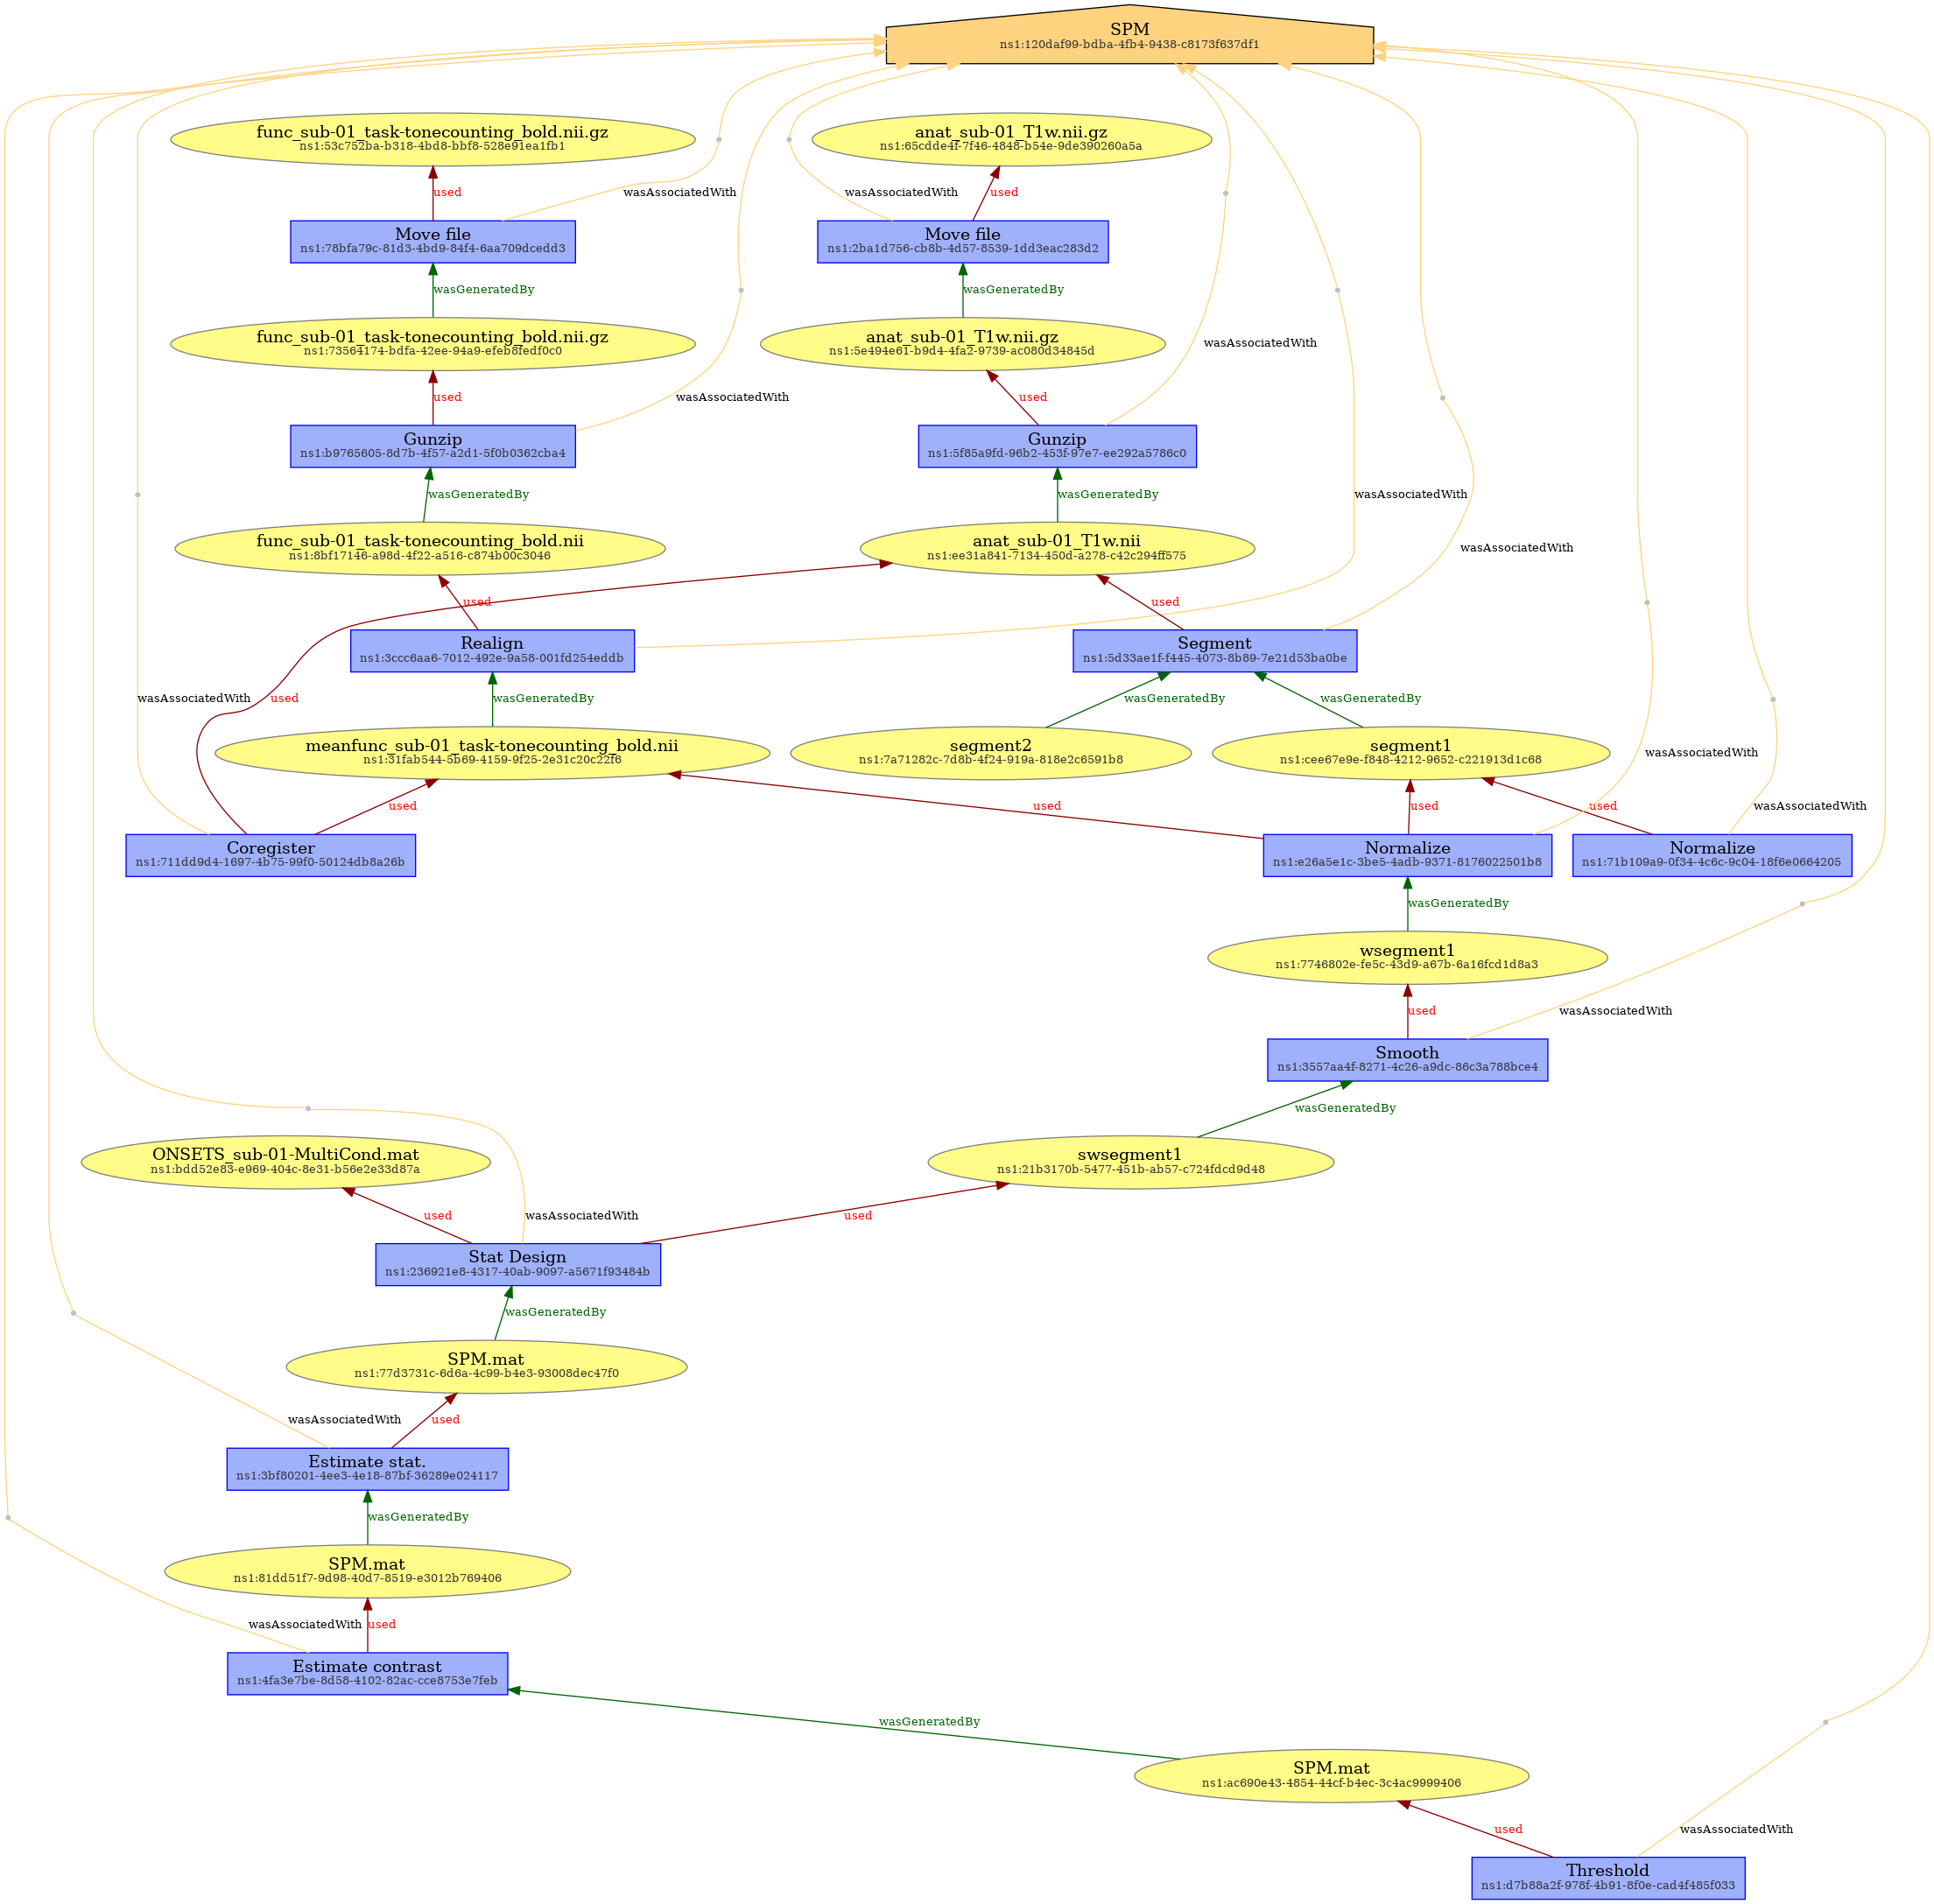 SPM
ns1:120daf99-bdba-4fb4-9438-c8173f637df1
func_sub-01_task-tonecounting_bold.nii.gz
ns1:53c752ba-b318-4bd8-bbf8-528e91ea1fb1
anat_sub-01_T1w.nii.gz
ns1:65cdde4f-7f46-4848-b54e-9de390260a5a
used
wasAssociatedWith
wasAssociatedWith
used
Move file
ns1:78bfa79c-81d3-4bd9-84f4-6aa709dcedd3
Move file
ns1:2ba1d756-cb8b-4d57-8539-1dd3eac283d2
wasGeneratedBy
wasGeneratedBy
func_sub-01_task-tonecounting_bold.nii.gz
ns1:73564174-bdfa-42ee-94a9-efeb8fedf0c0
anat_sub-01_T1w.nii.gz
ns1:5e494e61-b9d4-4fa2-9739-ac080d34845d
wasAssociatedWith
used
wasAssociatedWith
used
Gunzip
ns1:b9765605-8d7b-4f57-a2d1-5f0b0362cba4
Gunzip
ns1:5f85a9fd-96b2-453f-97e7-ee292a5786c0
wasGeneratedBy
wasGeneratedBy
wasAssociatedWith
func_sub-01_task-tonecounting_bold.nii
ns1:8bf17146-a98d-4f22-a516-c874b00c3046
anat_sub-01_T1w.nii
ns1:ee31a841-7134-450d-a278-c42c294ff575
wasAssociatedWith
used
used
Realign
ns1:3ccc6aa6-7012-492e-9a58-001fd254eddb
Segment
ns1:5d33ae1f-f445-4073-8b89-7e21d53ba0be
wasAssociatedWith
used
wasGeneratedBy
wasGeneratedBy
wasGeneratedBy
meanfunc_sub-01_task-tonecounting_bold.nii
ns1:31fab544-5b69-4159-9f25-2e31c20c22f6
segment2
ns1:7a71282c-7d8b-4f24-919a-818e2c6591b8
segment1
ns1:cee67e9e-f848-4212-9652-c221913d1c68
wasAssociatedWith
used
used
used
used
wasAssociatedWith
Coregister
ns1:711dd9d4-1697-4b75-99f0-50124db8a26b
Normalize
ns1:e26a5e1c-3be5-4adb-9371-8176022501b8
Normalize
ns1:71b109a9-0f34-4c6c-9c04-18f6e0664205
wasGeneratedBy
wsegment1
ns1:7746802e-fe5c-43d9-a67b-6a16fcd1d8a3
used
wasAssociatedWith
Smooth
ns1:3557aa4f-8271-4c26-a9dc-86c3a788bce4
wasGeneratedBy
ONSETS_sub-01-MultiCond.mat
ns1:bdd52e83-e969-404c-8e31-b56e2e33d87a
swsegment1
ns1:21b3170b-5477-451b-ab57-c724fdcd9d48
used
wasAssociatedWith
used
Stat Design
ns1:236921e8-4317-40ab-9097-a5671f93484b
wasGeneratedBy
SPM.mat
ns1:77d3731c-6d6a-4c99-b4e3-93008dec47f0
wasAssociatedWith
used
Estimate stat.
ns1:3bf80201-4ee3-4e18-87bf-36289e024117
wasGeneratedBy
SPM.mat
ns1:81dd51f7-9d98-40d7-8519-e3012b769406
wasAssociatedWith
used
Estimate contrast
ns1:4fa3e7be-8d58-4102-82ac-cce8753e7feb
wasGeneratedBy
SPM.mat
ns1:ac690e43-4854-44cf-b4ec-3c4ac9999406
used
wasAssociatedWith
Threshold
ns1:d7b88a2f-978f-4b91-8f0e-cad4f485f033